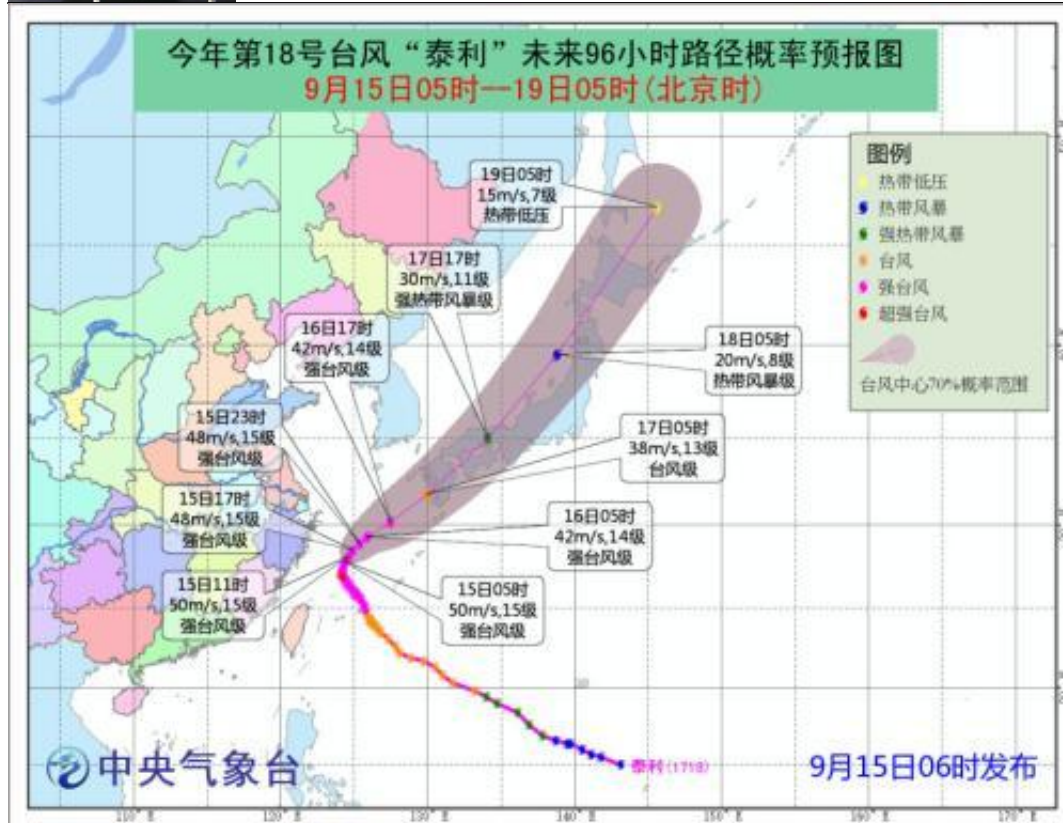 今年第18号台风“泰利”未来96小时路径概率预报图
9月15日05时--19日05时(北京时)
图例
热带低压
热带风暴
强热带风暴
台风
强台风
超强台风
台风中心70%概率范围
19日05时
15m/s,7级
热带低压
17日17时
30m/s,11级
强热带风暴级
16日17时
42m/s,14级
强台风级
18日05时
20m/s,8级
热带风暴级
15日23时
48m/s,15级
强台风级
17日05时
38m/s,13级
台风级
15日17时
48m/s,15级
强台风级
16日05时
42m/s,14级
强台风级
15日11时
50m/s,15级
强台风级
15日05时
50m/s,15级
强台风级
泰利(1718)
中央气象台
9月15日06时发布
110° E
120° E
130° E
140° E
150° E
160° E
170° E